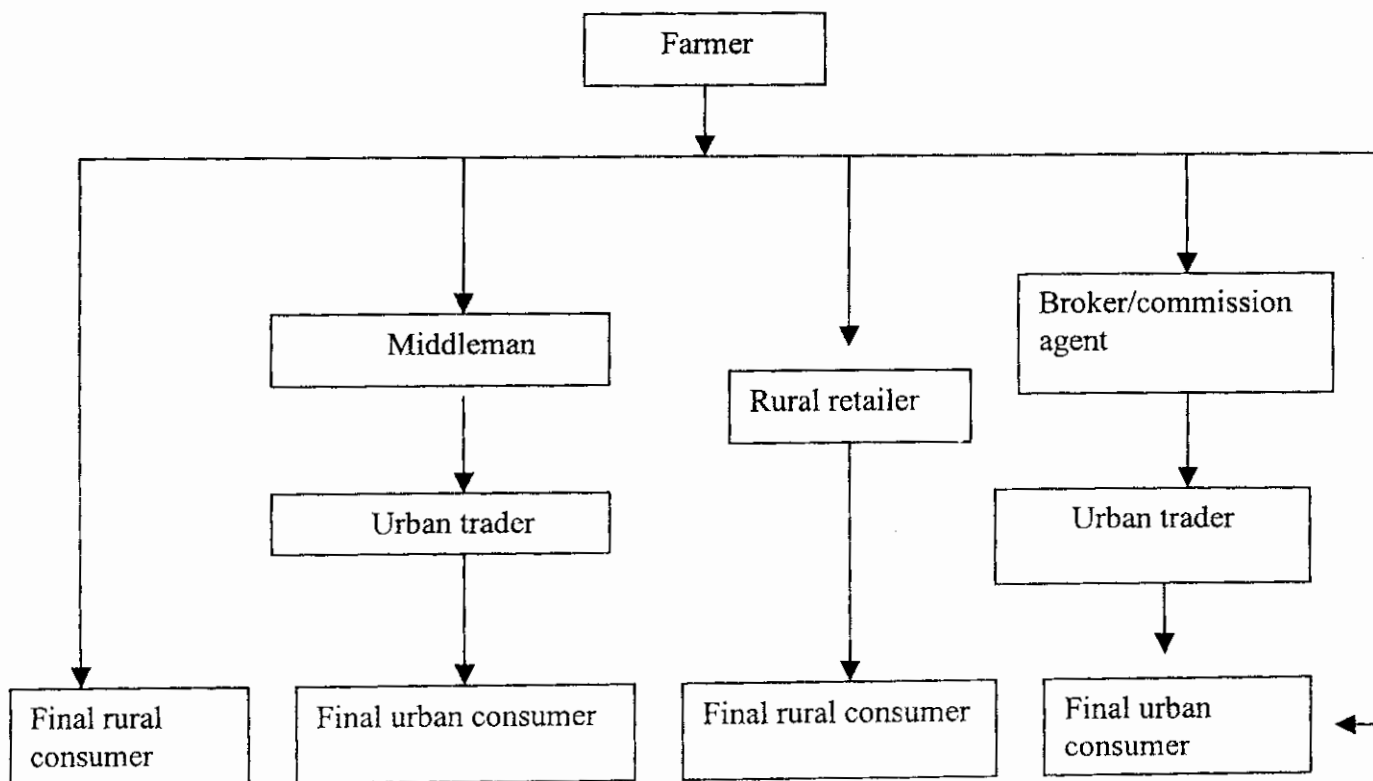 Farmer
Broker/commission
agent
Middleman
Rural retailer
Urban trader
Urban trader
Final rural
consumer
Final urban consumer
Final rural consumer
Final urban
consumer